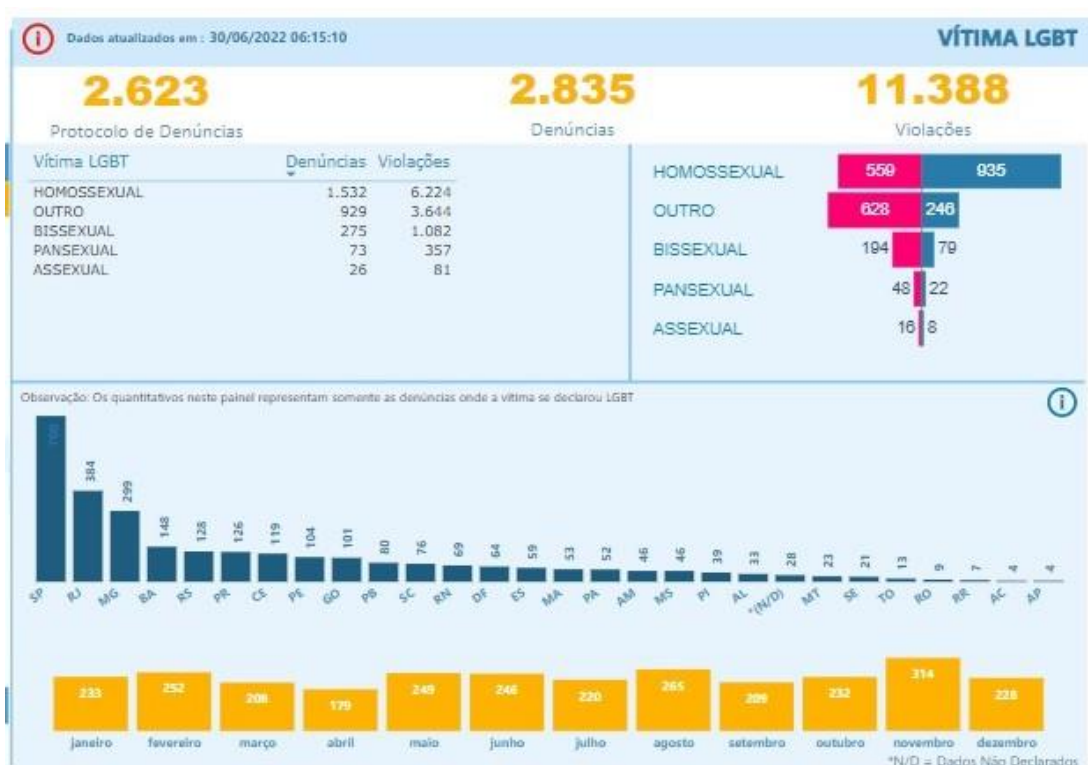 Dados atualizados em : 30/06/2022 06:15:10
VÍTIMA LGBT
2.623
Protocolo de Denúncias
2.835
Denúncias
11.388
Violações
Vítima LGBT Denúncias Violações
HOMOSSEXUAL 1.532 6.224
OUTRO 929 3.644
BISSEXUAL 275 1.082
PANSEXUAL 73 357
ASSEXUAL 26 81
HOMOSSEXUAL 559 935
OUTRO 628 246
BISSEXUAL 194 79
PANSEXUAL 48 22
ASSEXUAL 16 8
Observação: Os quantitativos neste painel representam somente as denúncias onde a vítima se declarou LGBT
384 299 148 128 126 119 104 101 80 76 69 64 59 53 52 46 46 39 33 28 23 21 13 9 7 4 4
SP RJ MG BA RS PR CE PE GO PB SC RN DF ES MA PA AM MS PI AL *(N/D) MT SE TO RO RR AC AP
233 252 208 179 249 246 220 265 209 232 314 228
janeiro fevereiro março abril maio junho julho agosto setembro outubro novembro dezembro
*N/D = Dados Não Declarados